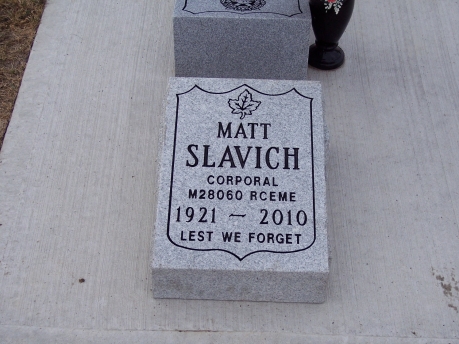 MATT
SLAVICH
CORPORAL
M28060 RCEME
1921 ~ 2010
LEST WE FORGET